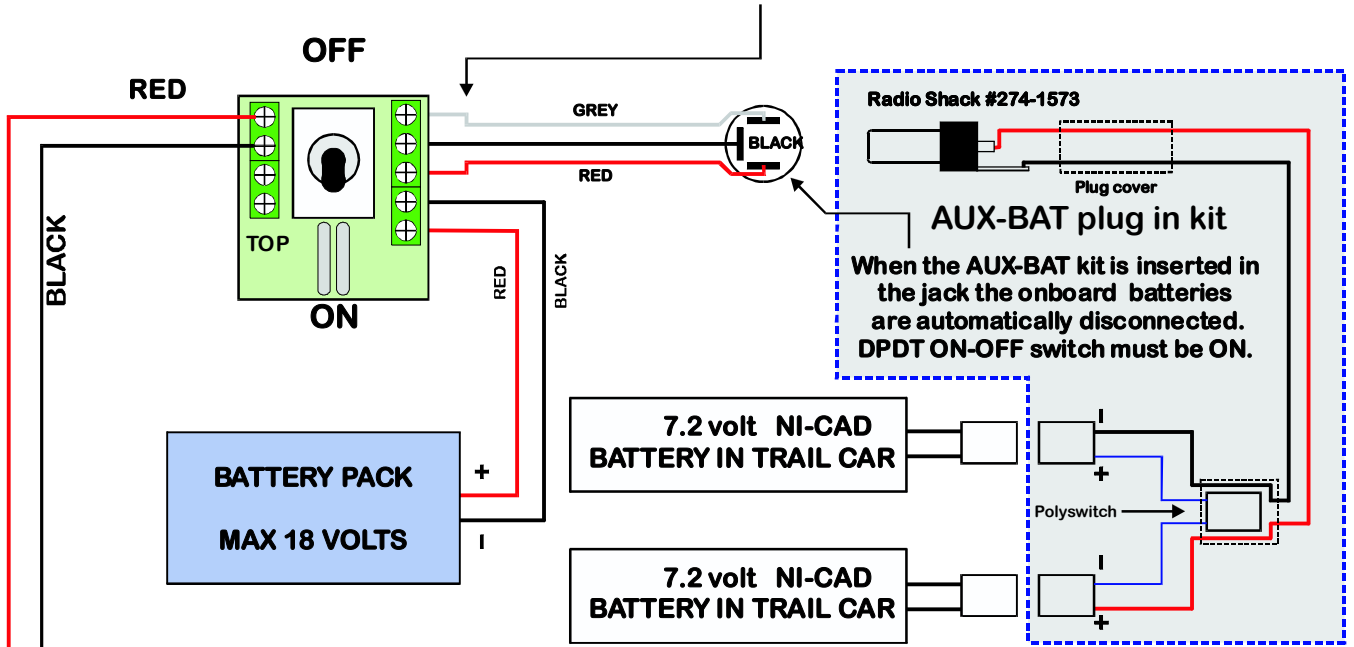 OFF
RED
GREY
BLACK
RED
Radio Shack #274-1573
Plug cover
AUX-BAT plug in kit
When the AUX-BAT kit is inserted in
the jack the onboard batteries
are automatically disconnected.
DPDT ON-OFF switch must be ON.
TOP
ON
BLACK
RED
BLACK
BATTERY PACK
MAX 18 VOLTS
+
-
7.2 volt NI-CAD
BATTERY IN TRAIL CAR
-
+
Polyswitch
7.2 volt NI-CAD
BATTERY IN TRAIL CAR
-
+